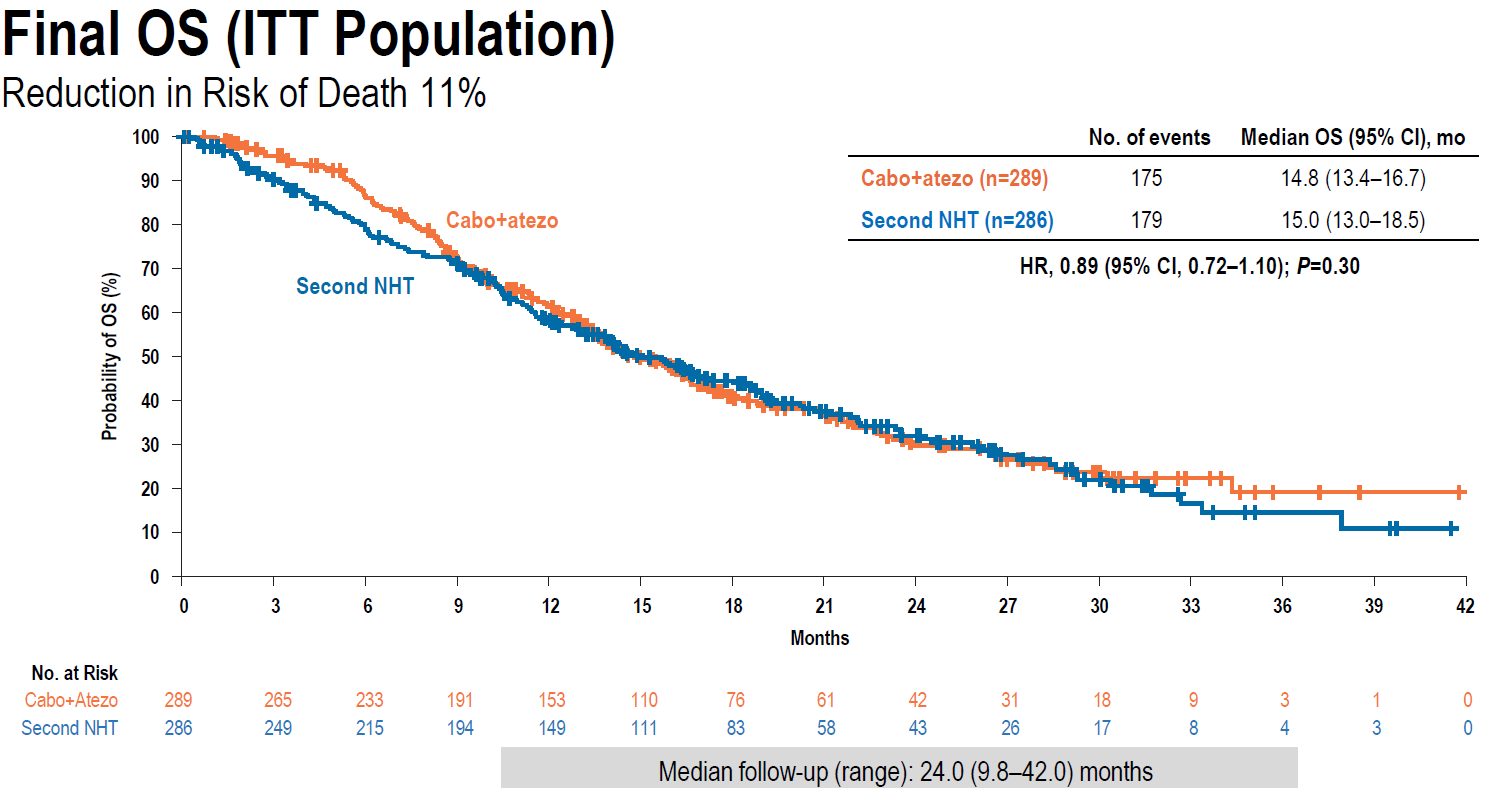 Final OS (ITT Population)
Reduction in Risk of Death 11%
No. of events Median OS (95% CI), mo
Cabo+atezo (n=289) 175 14.8 (13.4–16.7)
Second NHT (n=286) 179 15.0 (13.0–18.5)
HR, 0.89 (95% CI, 0.72–1.10); P=0.30
Probability of OS (%)
100
90
80
70
60
50
40
30
20
10
0
Cabo+atezo
Second NHT
0 3 6 9 12 15 18 21 24 27 30 33 36 39 42
Months
No. at Risk
Cabo+Atezo 289 265 233 191 153 110 76 61 42 31 18 9 3 1 0
Second NHT 286 249 215 194 149 111 83 58 43 26 17 8 4 3 0
Median follow-up (range): 24.0 (9.8–42.0) months